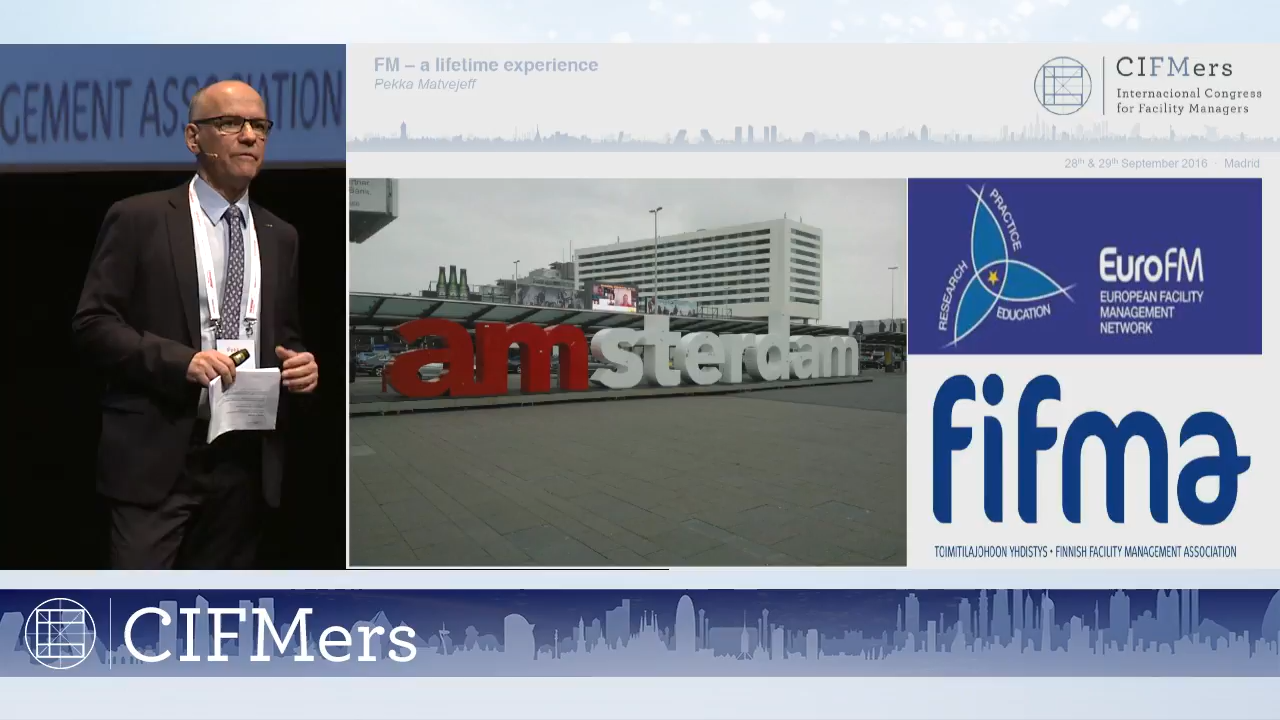 GEMENT ASSOCIATION
FM – a lifetime experience
Pekka Matvejeff
CIFMers
Internacional Congress
for Facility Managers
28th & 29th September 2016 · Madrid
amsterdam
PRACTICE
RESEARCH
EDUCATION
EuroFM
EUROPEAN FACILITY
MANAGEMENT
NETWORK
fifma
TOIMITILAJOHDON YHDISTYS • FINNISH FACILITY MANAGEMENT ASSOCIATION
CIFMers